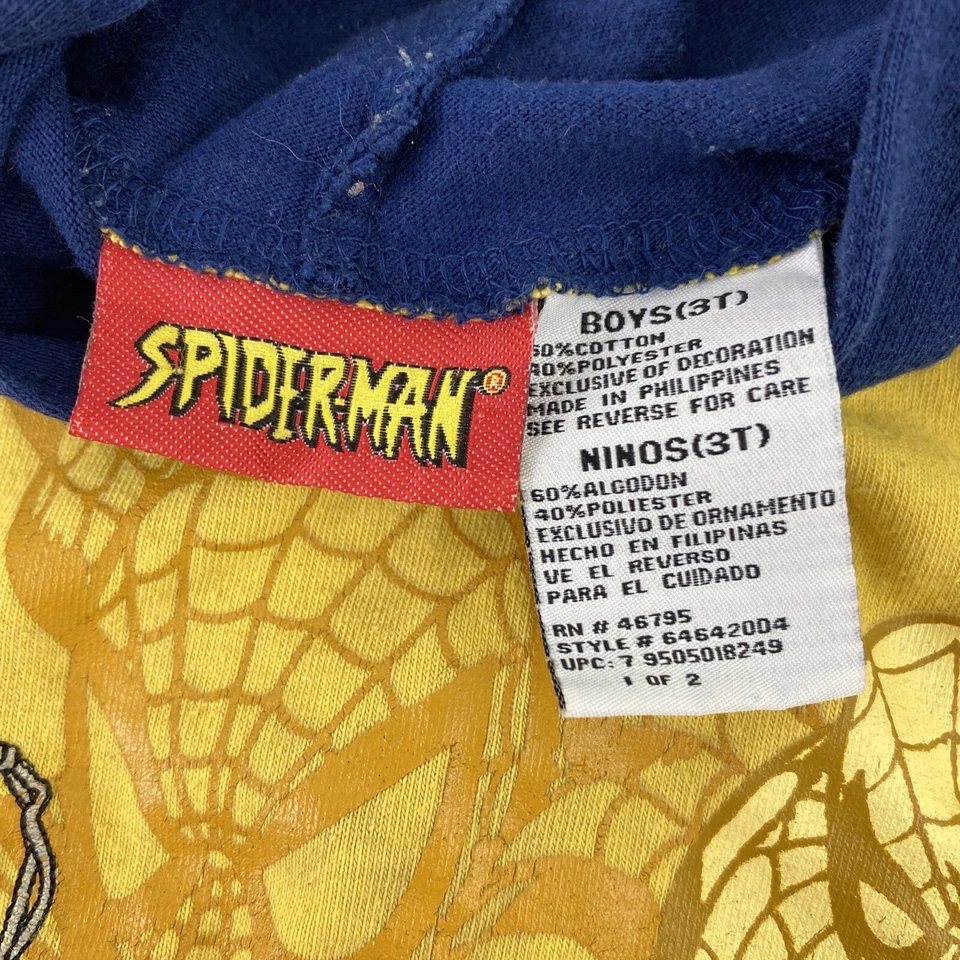 SPIDER-MAN®
BOYS(3T)
60%COTTON
40%POLYESTER
EXCLUSIVE OF DECORATION
MADE IN PHILIPPINES
SEE REVERSE FOR CARE
NINOS(3T)
60%ALGODON
40%POLIESTER
EXCLUSIVO DE ORNAMENTO
HECHO EN FILIPINAS
VE EL REVERSO
PARA EL CUIDADO
RN # 46795
STYLE # 64642004
UPC: 7 9505018249
1 OF 2